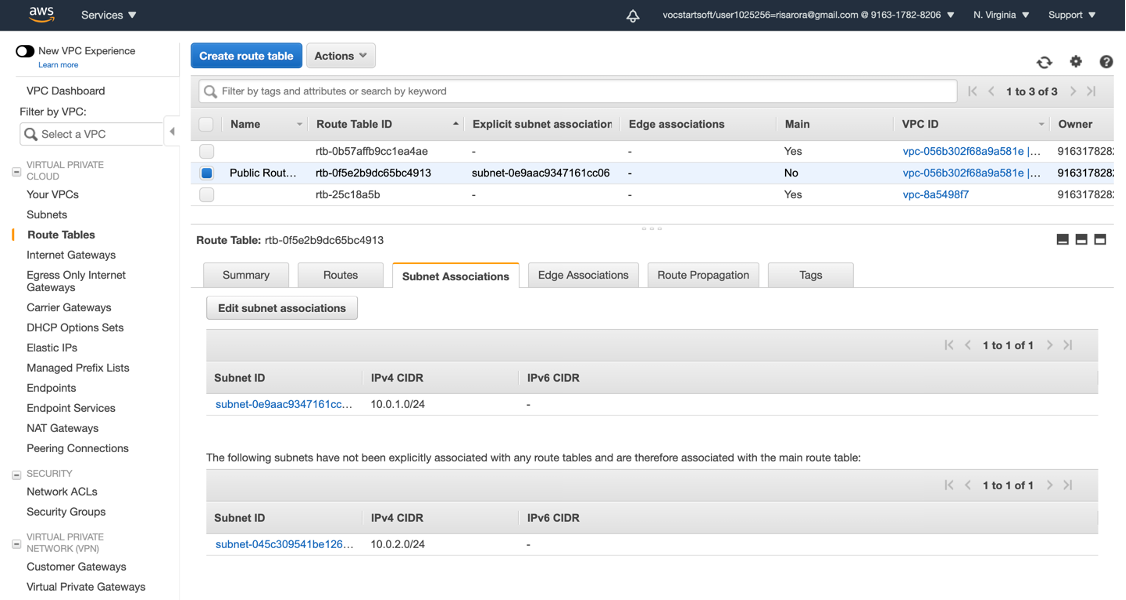 aws
Services
vocstartsoft/user1025256=risarora@gmail.com @ 9163-1782-8206
N. Virginia
Support
New VPC Experience
Learn more
VPC Dashboard
Filter by VPC:
Select a VPC
VIRTUAL PRIVATE
CLOUD
Your VPCs
Subnets
Route Tables
Internet Gateways
Egress Only Internet
Gateways
Carrier Gateways
DHCP Options Sets
Elastic IPs
Managed Prefix Lists
Endpoints
Endpoint Services
NAT Gateways
Peering Connections
SECURITY
Network ACLs
Security Groups
VIRTUAL PRIVATE
NETWORK (VPN)
Customer Gateways
Virtual Private Gateways
Create route table
Actions
Filter by tags and attributes or search by keyword
1 to 3 of 3
Name Route Table ID Explicit subnet association Edge associations Main VPC ID Owner
rtb-0b57affb9cc1ea4ae - - Yes vpc-056b302f68a9a581e |... 916317828
Public Rout... rtb-0f5e2b9dc65bc4913 subnet-0e9aac9347161cc06 - No vpc-056b302f68a9a581e |... 916317828
rtb-25c18a5b - - Yes vpc-8a5498f7 916317828
Route Table: rtb-0f5e2b9dc65bc4913
Summary Routes Subnet Associations Edge Associations Route Propagation Tags
Edit subnet associations
1 to 1 of 1
Subnet ID IPv4 CIDR IPv6 CIDR
subnet-0e9aac9347161cc... 10.0.1.0/24 -
The following subnets have not been explicitly associated with any route tables and are therefore associated with the main route table:
1 to 1 of 1
Subnet ID IPv4 CIDR IPv6 CIDR
subnet-045c309541be126... 10.0.2.0/24 -